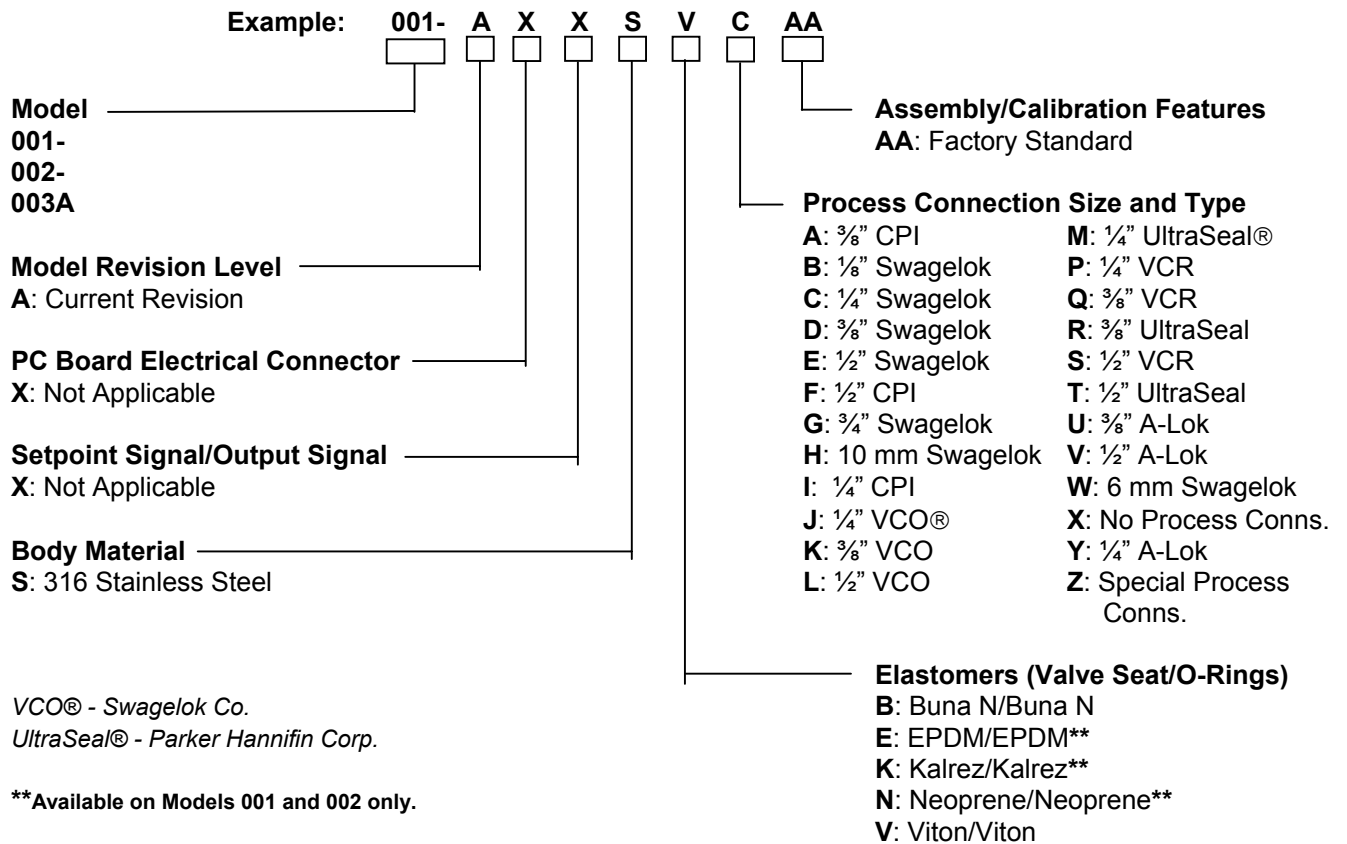 Example: 001- A X X S V C AA
Model
001-
002-
003A
Model Revision Level
A: Current Revision
PC Board Electrical Connector
X: Not Applicable
Setpoint Signal/Output Signal
X: Not Applicable
Body Material
S: 316 Stainless Steel
VCO® - Swagelok Co.
UltraSeal® - Parker Hannifin Corp.
**Available on Models 001 and 002 only.
Assembly/Calibration Features
AA: Factory Standard
Process Connection Size and Type
A: ⅜” CPI
B: ⅛” Swagelok
C: ¼” Swagelok
D: ⅜” Swagelok
E: ½” Swagelok
F: ½” CPI
G: ¾” Swagelok
H: 10 mm Swagelok
I: ¼” CPI
J: ¼” VCO®
K: ⅜” VCO
L: ½” VCO
M: ¼” UltraSeal®
P: ¼” VCR
Q: ⅜” VCR
R: ⅜” UltraSeal
S: ½” VCR
T: ½” UltraSeal
U: ⅜” A-Lok
V: ½” A-Lok
W: 6 mm Swagelok
X: No Process Conns.
Y: ¼” A-Lok
Z: Special Process
Conns.
Elastomers (Valve Seat/O-Rings)
B: Buna N/Buna N
E: EPDM/EPDM**
K: Kalrez/Kalrez**
N: Neoprene/Neoprene**
V: Viton/Viton